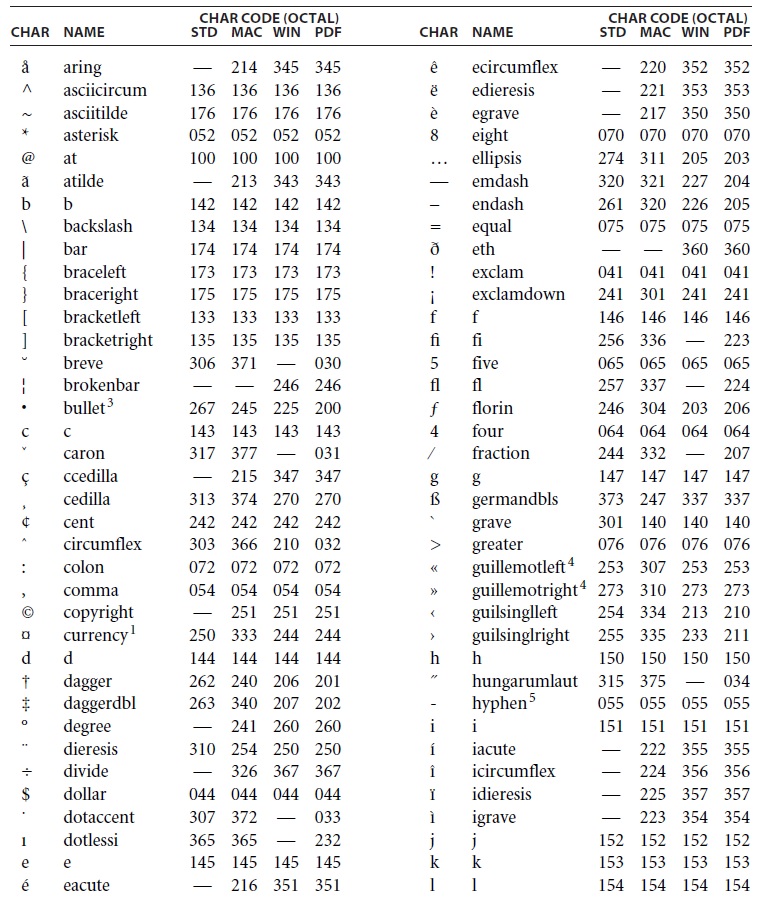 CHAR CODE (OCTAL)
CHAR NAME STD MAC WIN PDF
å aring — 214 345 345
^ asciicircum 136 136 136 136
~ asciitilde 176 176 176 176
* asterisk 052 052 052 052
@ at 100 100 100 100
ã atilde — 213 343 343
b b 142 142 142 142
\ backslash 134 134 134 134
| bar 174 174 174 174
{ braceleft 173 173 173 173
} braceright 175 175 175 175
[ bracketleft 133 133 133 133
] bracketright 135 135 135 135
˘ breve 306 371 — 030
¦ brokenbar — — 246 246
• bullet³ 267 245 225 200
c c 143 143 143 143
ˇ caron 317 377 — 031
ç ccedilla — 215 347 347
¸ cedilla 313 374 270 270
¢ cent 242 242 242 242
ˆ circumflex 303 366 210 032
: colon 072 072 072 072
, comma 054 054 054 054
© copyright — 251 251 251
¤ currency¹ 250 333 244 244
d d 144 144 144 144
† dagger 262 240 206 201
‡ daggerdbl 263 340 207 202
° degree — 241 260 260
¨ dieresis 310 254 250 250
÷ divide — 326 367 367
$ dollar 044 044 044 044
˙ dotaccent 307 372 — 033
ı dotlessi 365 365 — 232
e e 145 145 145 145
é eacute — 216 351 351
CHAR CODE (OCTAL)
CHAR NAME STD MAC WIN PDF
ê ecircumflex — 220 352 352
ë edieresis — 221 353 353
è egrave — 217 350 350
8 eight 070 070 070 070
… ellipsis 274 311 205 203
— emdash 320 321 227 204
– endash 261 320 226 205
= equal 075 075 075 075
ð eth — — 360 360
! exclam 041 041 041 041
¡ exclamdown 241 301 241 241
f f 146 146 146 146
ﬁ fi 256 336 — 223
5 five 065 065 065 065
ﬂ fl 257 337 — 224
ƒ florin 246 304 203 206
4 four 064 064 064 064
⁄ fraction 244 332 — 207
g g 147 147 147 147
ß germandbls 373 247 337 337
` grave 301 140 140 140
> greater 076 076 076 076
« guillemotleft⁴ 253 307 253 253
» guillemotright⁴ 273 310 273 273
‹ guilsinglleft 254 334 213 210
› guilsinglright 255 335 233 211
h h 150 150 150 150
˝ hungarumlaut 315 375 — 034
- hyphen⁵ 055 055 055 055
i i 151 151 151 151
í iacute — 222 355 355
î icircumflex — 224 356 356
ï idieresis — 225 357 357
ì igrave — 223 354 354
j j 152 152 152 152
k k 153 153 153 153
l l 154 154 154 154